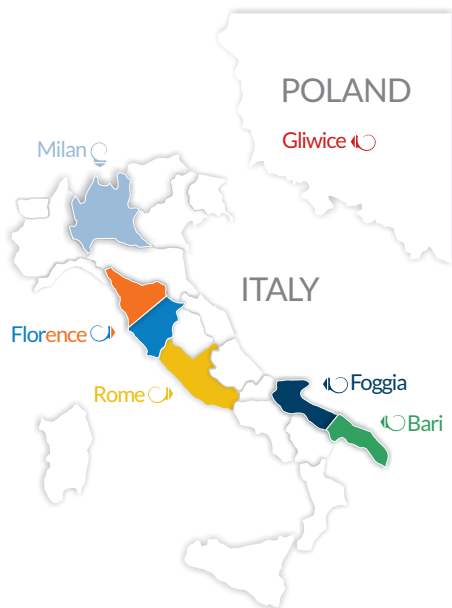 POLAND
Gliwice
Milan
ITALY
Florence
Rome
Foggia
Bari